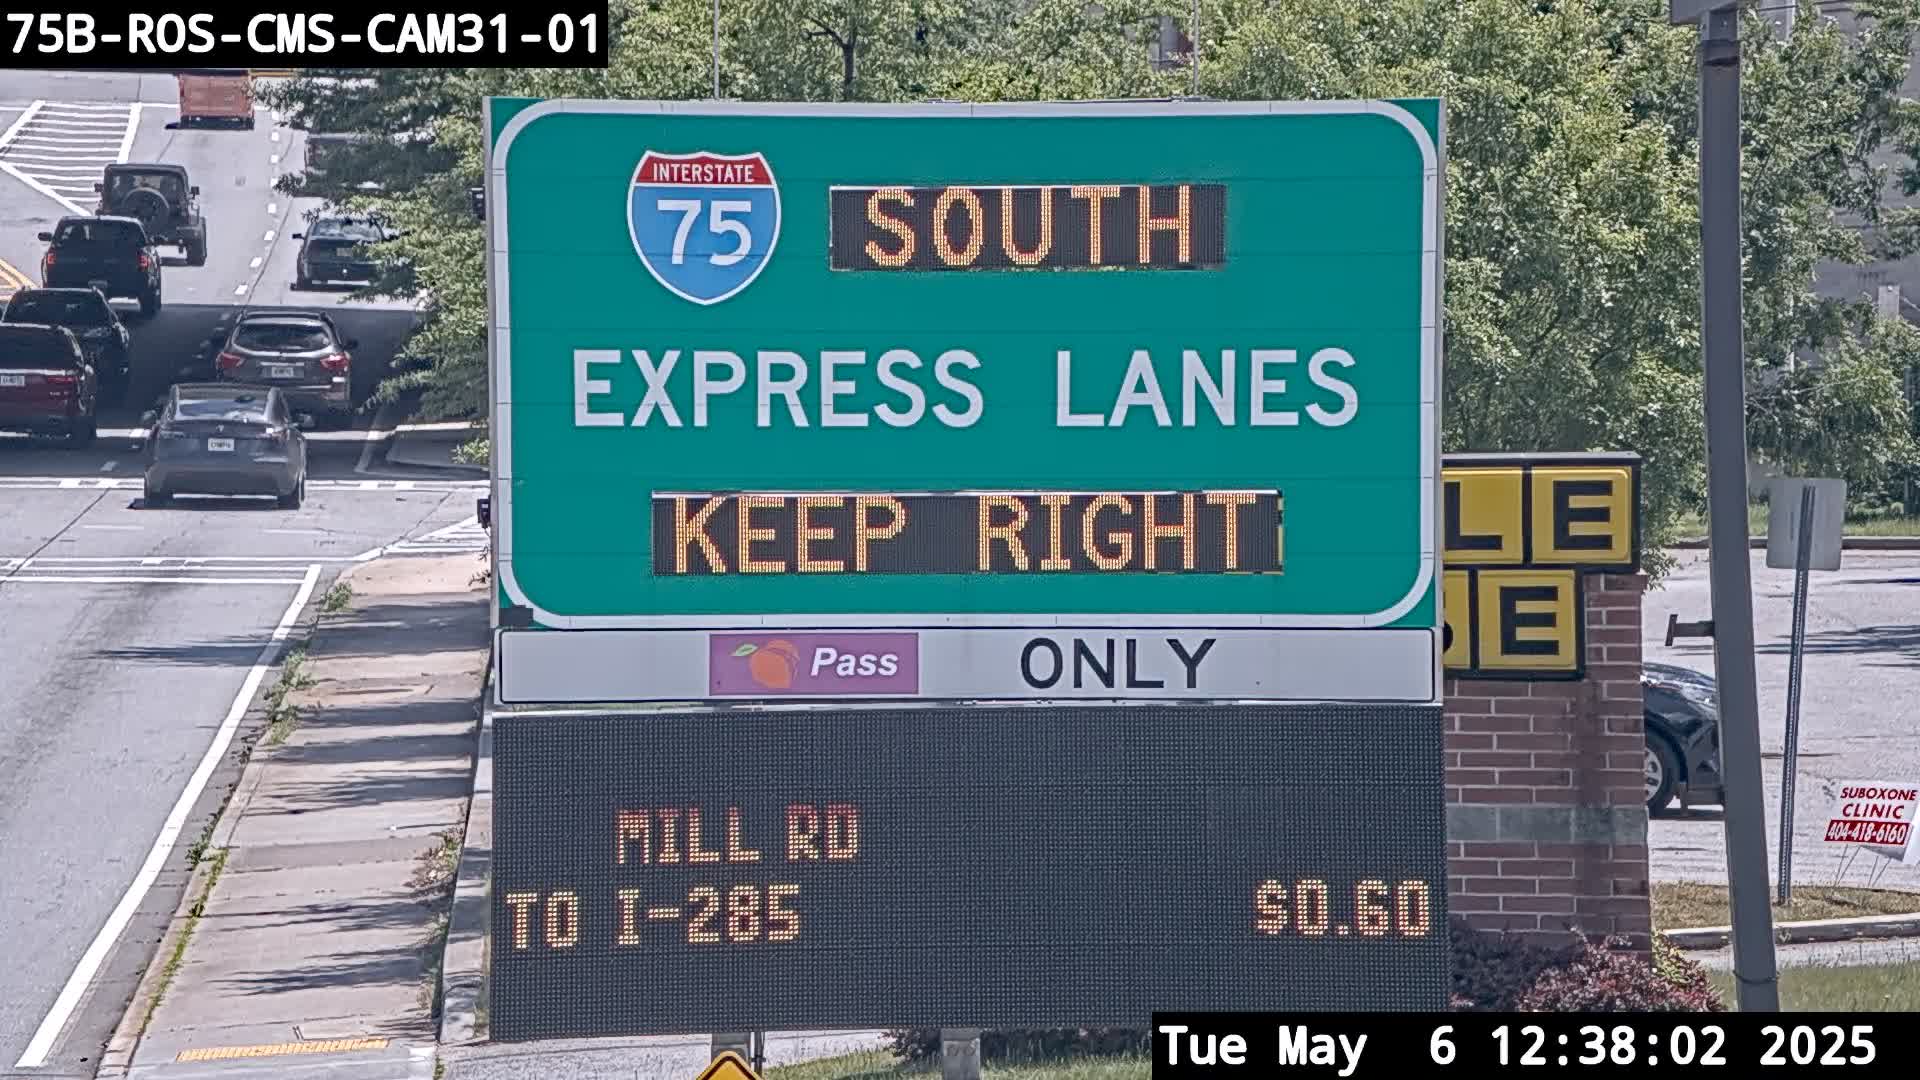 75B-ROS-CMS-CAM31-01
INTERSTATE
75
SOUTH
EXPRESS LANES
KEEP RIGHT
Pass ONLY
MILL RD
TO I-285 $0.60
LE
E
SUBOXONE
CLINIC
404-418-6160
Tue May 6 12:38:02 2025